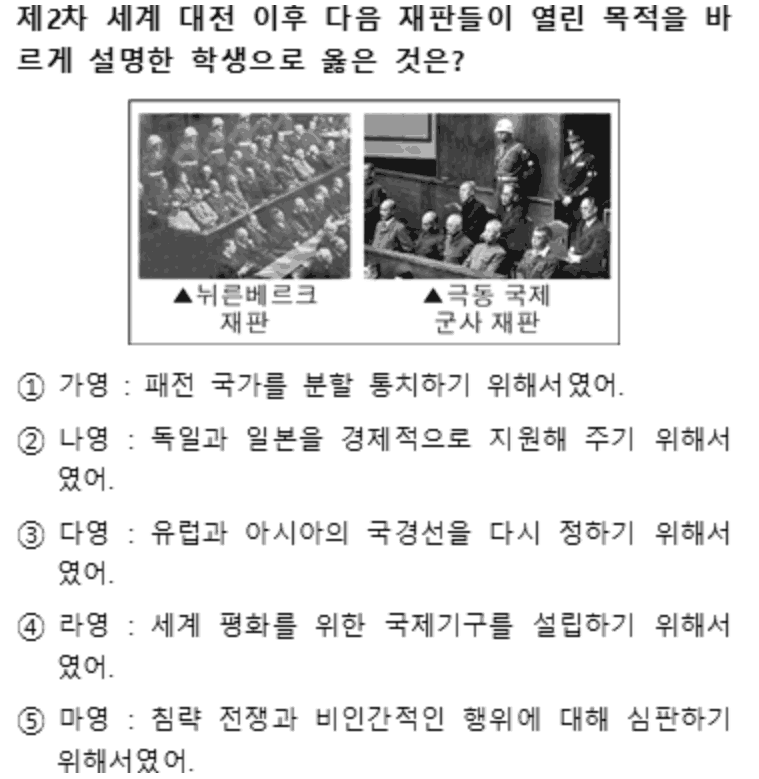 제2차 세계 대전 이후 다음 재판들이 열린 목적을 바
르게 설명한 학생으로 옳은 것은?
▲뉘른베르크
재판
▲극동 국제
군사 재판
① 가영 : 패전 국가를 분할 통치하기 위해서였어.
② 나영 : 독일과 일본을 경제적으로 지원해 주기 위해서
였어.
③ 다영 : 유럽과 아시아의 국경선을 다시 정하기 위해서
였어.
④ 라영 : 세계 평화를 위한 국제기구를 설립하기 위해서
였어.
⑤ 마영 : 침략 전쟁과 비인간적인 행위에 대해 심판하기
위해서였어.